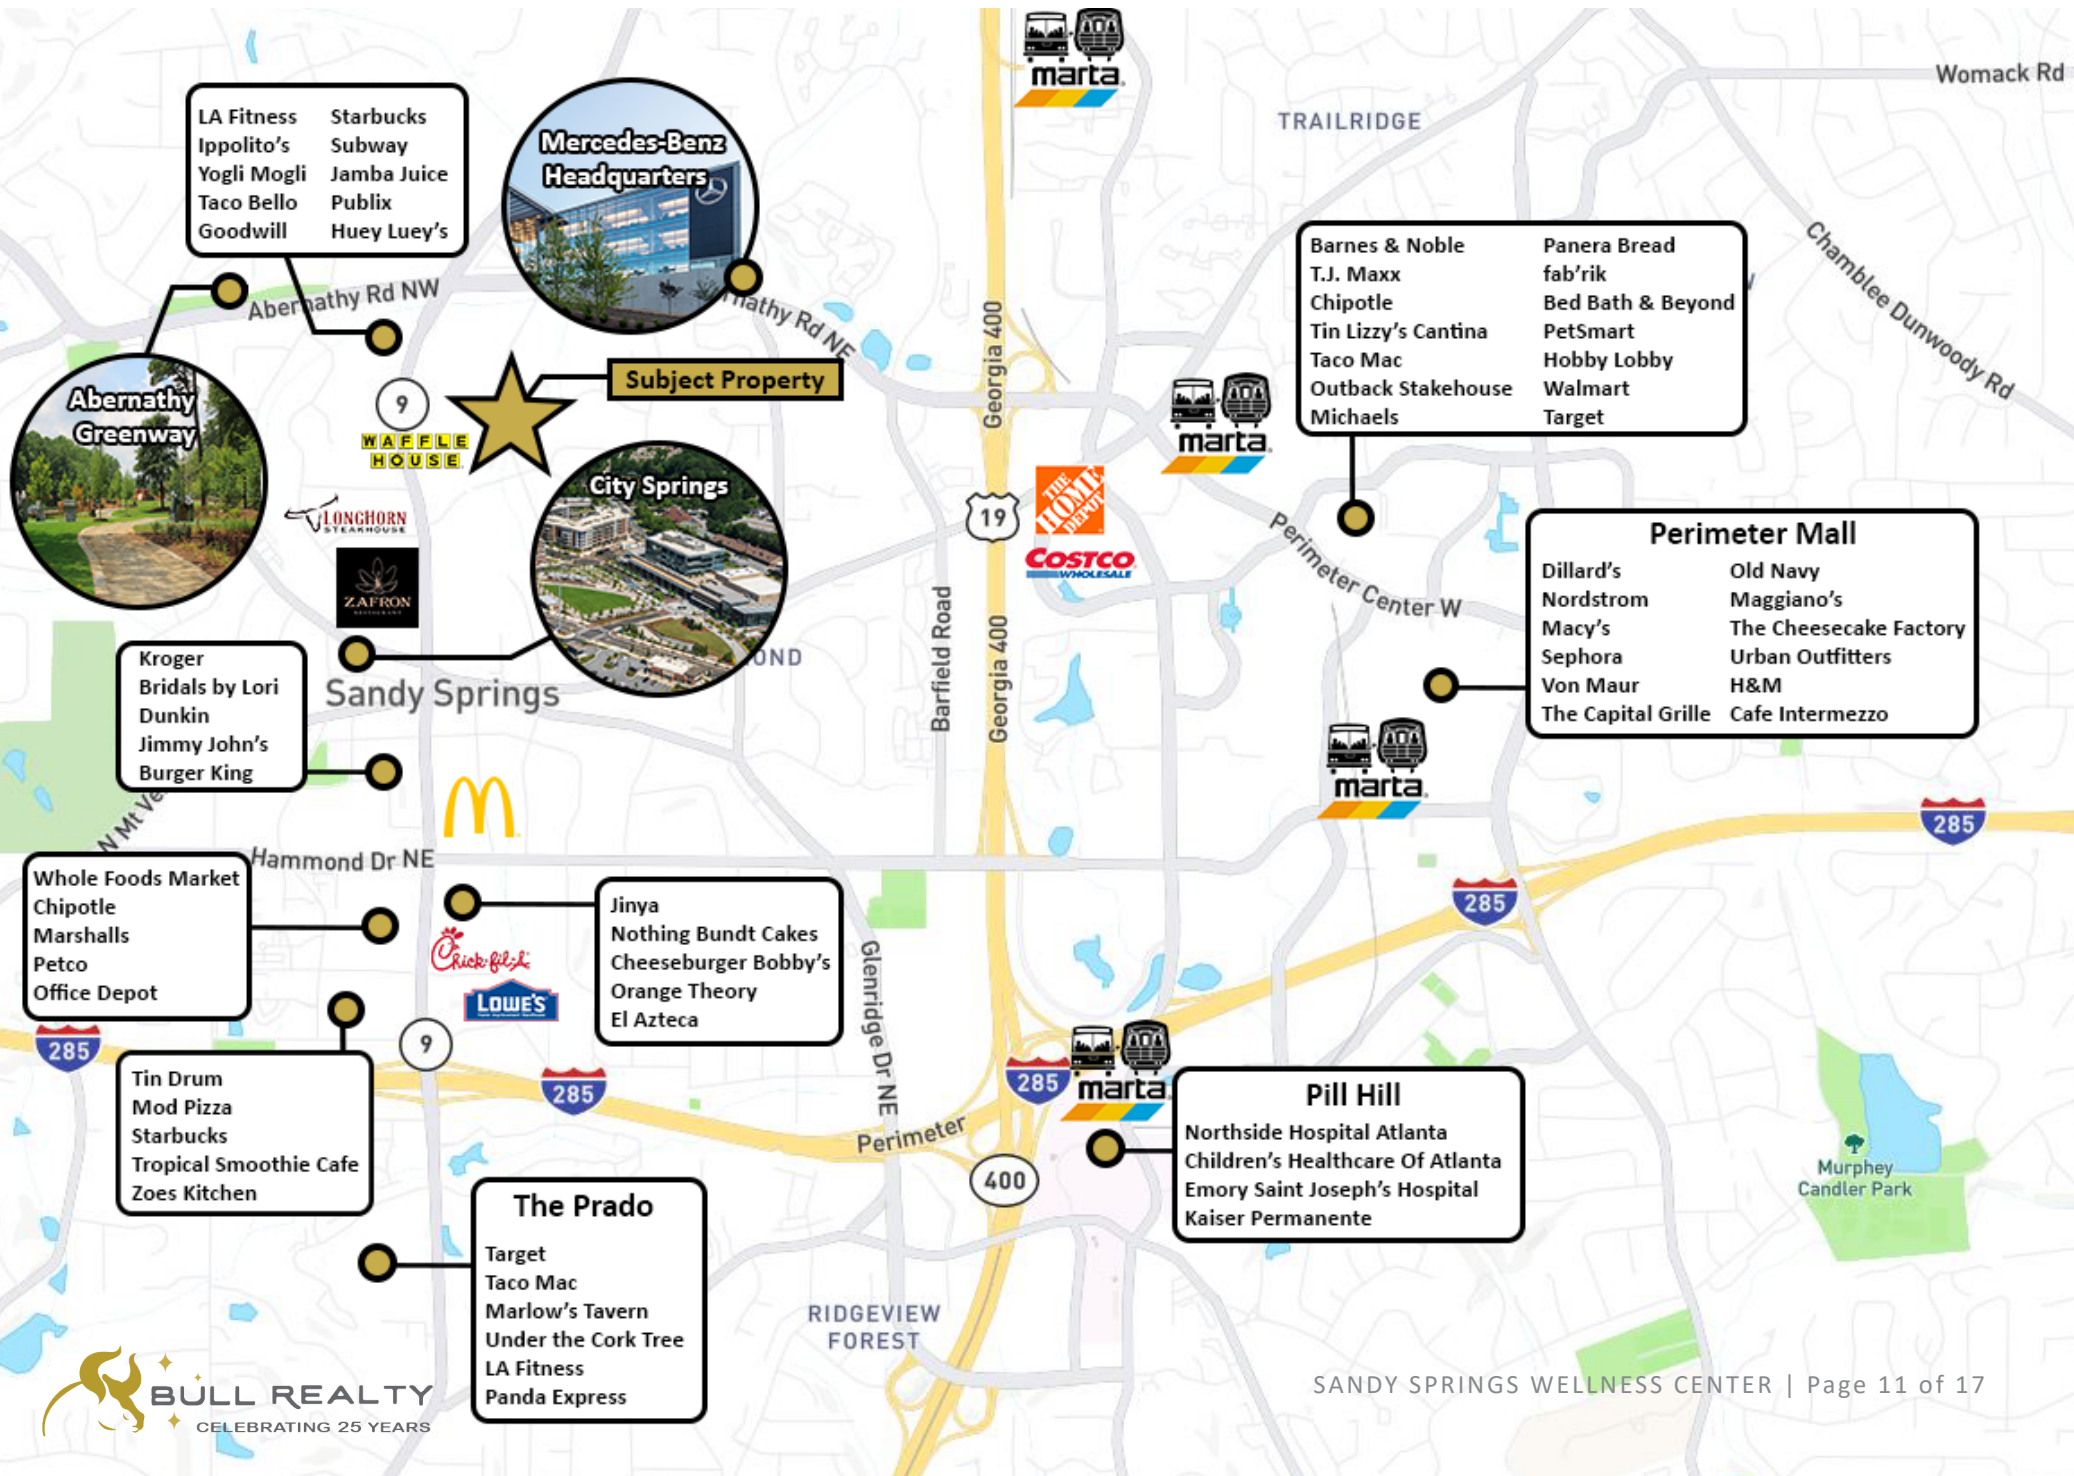 marta
Womack Rd
TRAILRIDGE
LA Fitness Starbucks
Ippolito's Subway
Yogli Mogli Jamba Juice
Taco Bello Publix
Goodwill Huey Luey's
Mercedes-Benz
Headquarters
Abernathy Rd NW
nathy Rd NE
Georgia 400
Chamblee Dunwoody Rd
Barnes & Noble Panera Bread
T.J. Maxx fab'rik
Chipotle Bed Bath & Beyond
Tin Lizzy's Cantina PetSmart
Taco Mac Hobby Lobby
Outback Stakehouse Walmart
Michaels Target
Subject Property
Abernathy
Greenway
9
WAFFLE
HOUSE
marta
City Springs
LONGHORN
STEAKHOUSE
ZAFRON
RESTAURANT
19
THE
HOME
DEPOT
COSTCO
WHOLESALE
Perimeter Center W
Perimeter Mall
Dillard's Old Navy
Nordstrom Maggiano's
Macy's The Cheesecake Factory
Sephora Urban Outfitters
Von Maur H&M
The Capital Grille Cafe Intermezzo
Barfield Road
Georgia 400
OND
Sandy Springs
Kroger
Bridals by Lori
Dunkin
Jimmy John's
Burger King
N Mt Ve
marta
285
Hammond Dr NE
Whole Foods Market
Chipotle
Marshalls
Petco
Office Depot
Jinya
Nothing Bundt Cakes
Cheeseburger Bobby's
Orange Theory
El Azteca
Chick-fil-A
LOWE'S
Glenridge Dr NE
285
285
9
285
285
marta
Perimeter
400
Tin Drum
Mod Pizza
Starbucks
Tropical Smoothie Cafe
Zoes Kitchen
Pill Hill
Northside Hospital Atlanta
Children's Healthcare Of Atlanta
Emory Saint Joseph's Hospital
Kaiser Permanente
Murphey
Candler Park
The Prado
Target
Taco Mac
Marlow's Tavern
Under the Cork Tree
LA Fitness
Panda Express
RIDGEVIEW
FOREST
BULL REALTY
CELEBRATING 25 YEARS
SANDY SPRINGS WELLNESS CENTER | Page 11 of 17